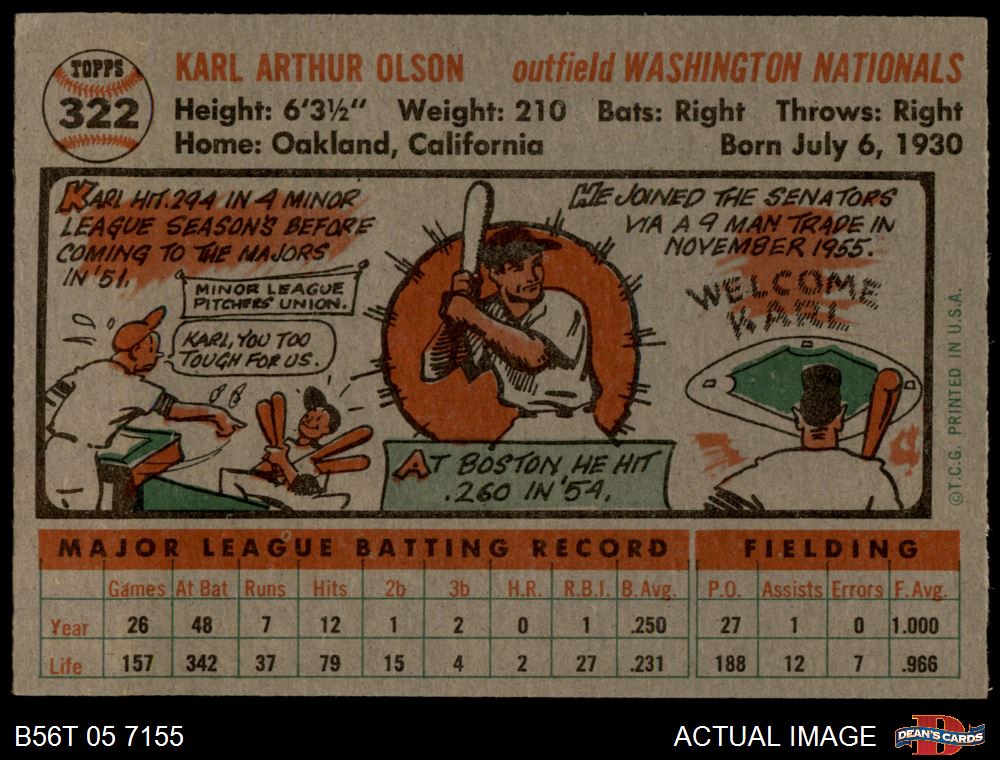 TOPPS
322
KARL ARTHUR OLSON outfield WASHINGTON NATIONALS
Height: 6'3½" Weight: 210 Bats: Right Throws: Right
Home: Oakland, California Born July 6, 1930
KARL HIT .294 IN 4 MINOR
LEAGUE SEASONS BEFORE
COMING TO THE MAJORS
IN '51.
MINOR LEAGUE
PITCHERS' UNION.
KARL, YOU TOO
TOUGH FOR US.
AT BOSTON, HE HIT
.260 IN '54.
HE JOINED THE SENATORS
VIA A 9 MAN TRADE IN
NOVEMBER 1955.
WELCOME
KARL
©T.C.G. PRINTED IN U.S.A.
MAJOR LEAGUE BATTING RECORD FIELDING
Games At Bat Runs Hits 2b 3b H.R. R.B.I. B. Avg. P.O. Assists Errors F. Avg.
Year 26 48 7 12 1 2 0 1 .250 27 1 0 1.000
Life 157 342 37 79 15 4 2 27 .231 188 12 7 .966
B56T 05 7155 ACTUAL IMAGE DEAN'S CARDS